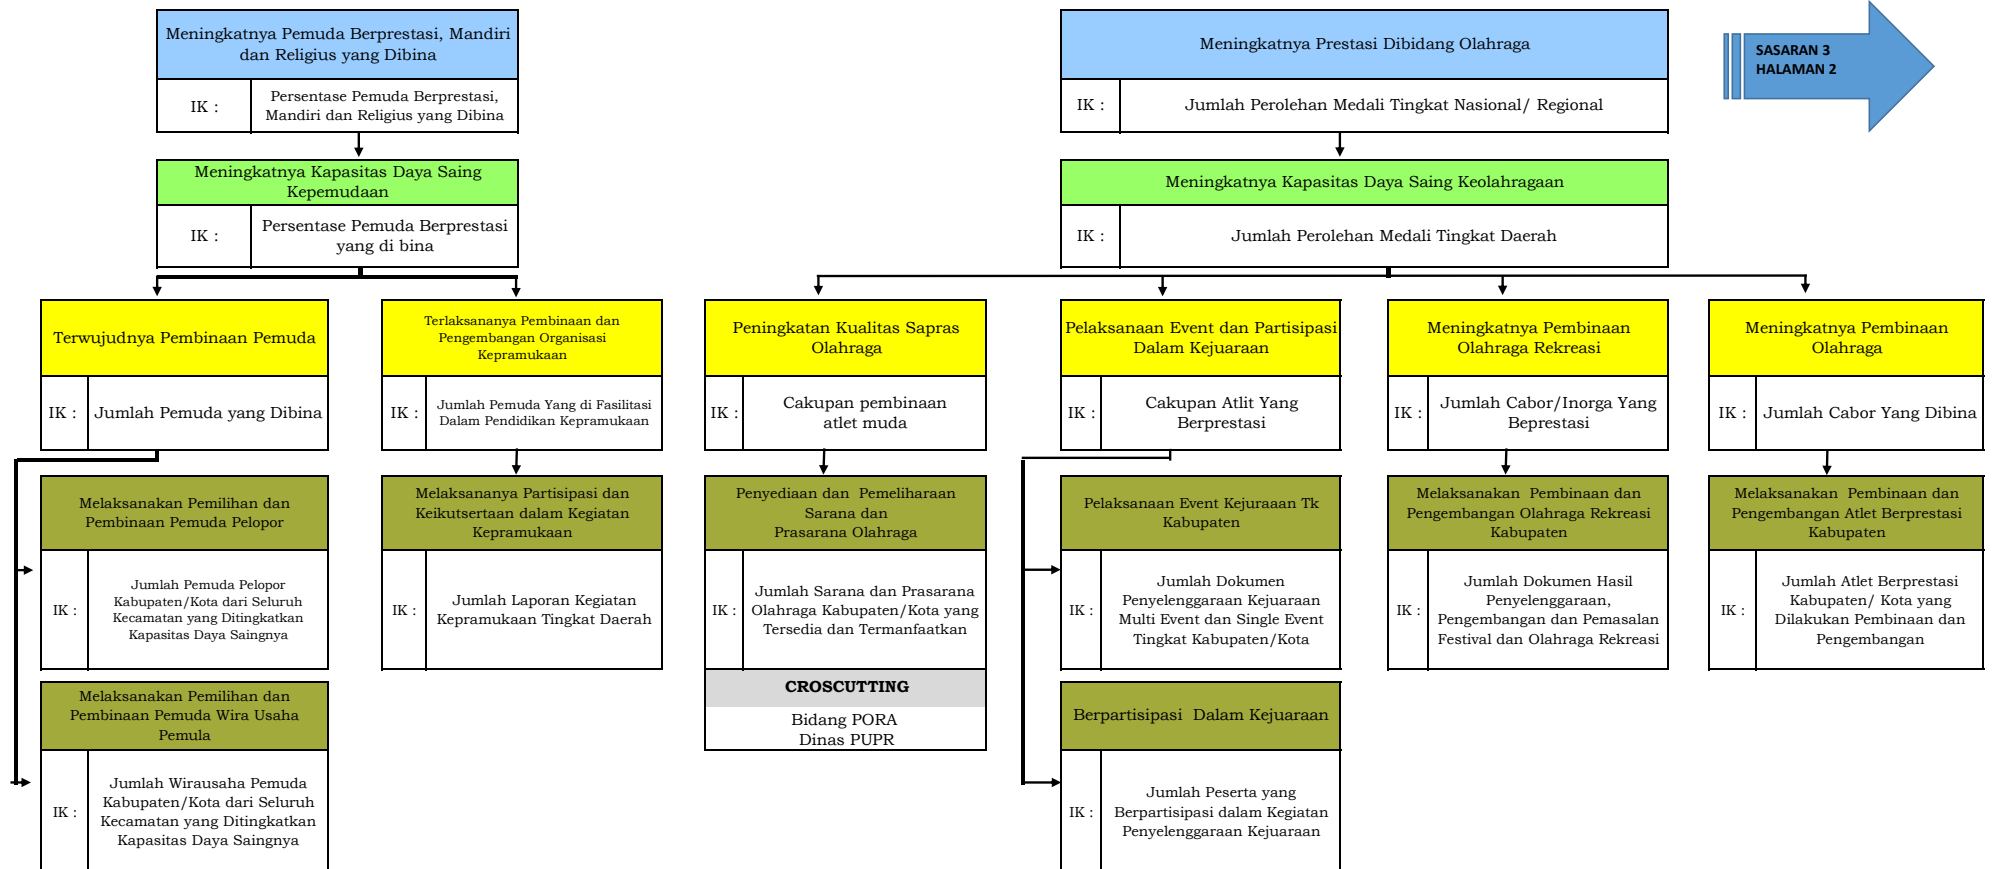 Meningkatnya Pemuda Berprestasi, Mandiri
dan Religius yang Dibina
IK :
Persentase Pemuda Berprestasi,
Mandiri dan Religius yang Dibina
Meningkatnya Prestasi Dibidang Olahraga
IK :
Jumlah Perolehan Medali Tingkat Nasional/ Regional
SASARAN 3
HALAMAN 2
Meningkatnya Kapasitas Daya Saing
Kepemudaan
IK :
Persentase Pemuda Berprestasi
yang di bina
Meningkatnya Kapasitas Daya Saing Keolahragaan
IK :
Jumlah Perolehan Medali Tingkat Daerah
Terwujudnya Pembinaan Pemuda
IK :
Jumlah Pemuda yang Dibina
Terlaksananya Pembinaan dan
Pengembangan Organisasi
Kepramukaan
IK :
Jumlah Pemuda Yang di Fasilitasi
Dalam Pendidikan Kepramukaan
Peningkatan Kualitas Sapras
Olahraga
IK :
Cakupan pembinaan
atlet muda
Pelaksanaan Event dan Partisipasi
Dalam Kejuaraan
IK :
Cakupan Atlit Yang
Berprestasi
Meningkatnya Pembinaan
Olahraga Rekreasi
IK :
Jumlah Cabor/Inorga Yang
Beprestasi
Meningkatnya Pembinaan
Olahraga
IK :
Jumlah Cabor Yang Dibina
Melaksanakan Pemilihan dan
Pembinaan Pemuda Pelopor
IK :
Jumlah Pemuda Pelopor
Kabupaten/Kota dari Seluruh
Kecamatan yang Ditingkatkan
Kapasitas Daya Saingnya
Melaksananya Partisipasi dan
Keikutsertaan dalam Kegiatan
Kepramukaan
IK :
Jumlah Laporan Kegiatan
Kepramukaan Tingkat Daerah
Penyediaan dan  Pemeliharaan
Sarana dan
Prasarana Olahraga
IK :
Jumlah Sarana dan Prasarana
Olahraga Kabupaten/Kota yang
Tersedia dan Termanfaatkan
CROSCUTTING
Bidang PORA
Dinas PUPR
Pelaksanaan Event Kejuraaan Tk
Kabupaten
IK :
Jumlah Dokumen
Penyelenggaraan Kejuaraan
Multi Event dan Single Event
Tingkat Kabupaten/Kota
Melaksanakan  Pembinaan dan
Pengembangan Olahraga Rekreasi
Kabupaten
IK :
Jumlah Dokumen Hasil
Penyelenggaraan,
Pengembangan dan Pemasalan
Festival dan Olahraga Rekreasi
Melaksanakan  Pembinaan dan
Pengembangan Atlet Berprestasi
Kabupaten
IK :
Jumlah Atlet Berprestasi
Kabupaten/ Kota yang
Dilakukan Pembinaan dan
Pengembangan
Melaksanakan Pemilihan dan
Pembinaan Pemuda Wira Usaha
Pemula
IK :
Jumlah Wirausaha Pemuda
Kabupaten/Kota dari Seluruh
Kecamatan yang Ditingkatkan
Kapasitas Daya Saingnya
Berpartisipasi  Dalam Kejuaraan
IK :
Jumlah Peserta yang
Berpartisipasi dalam Kegiatan
Penyelenggaraan Kejuaraan